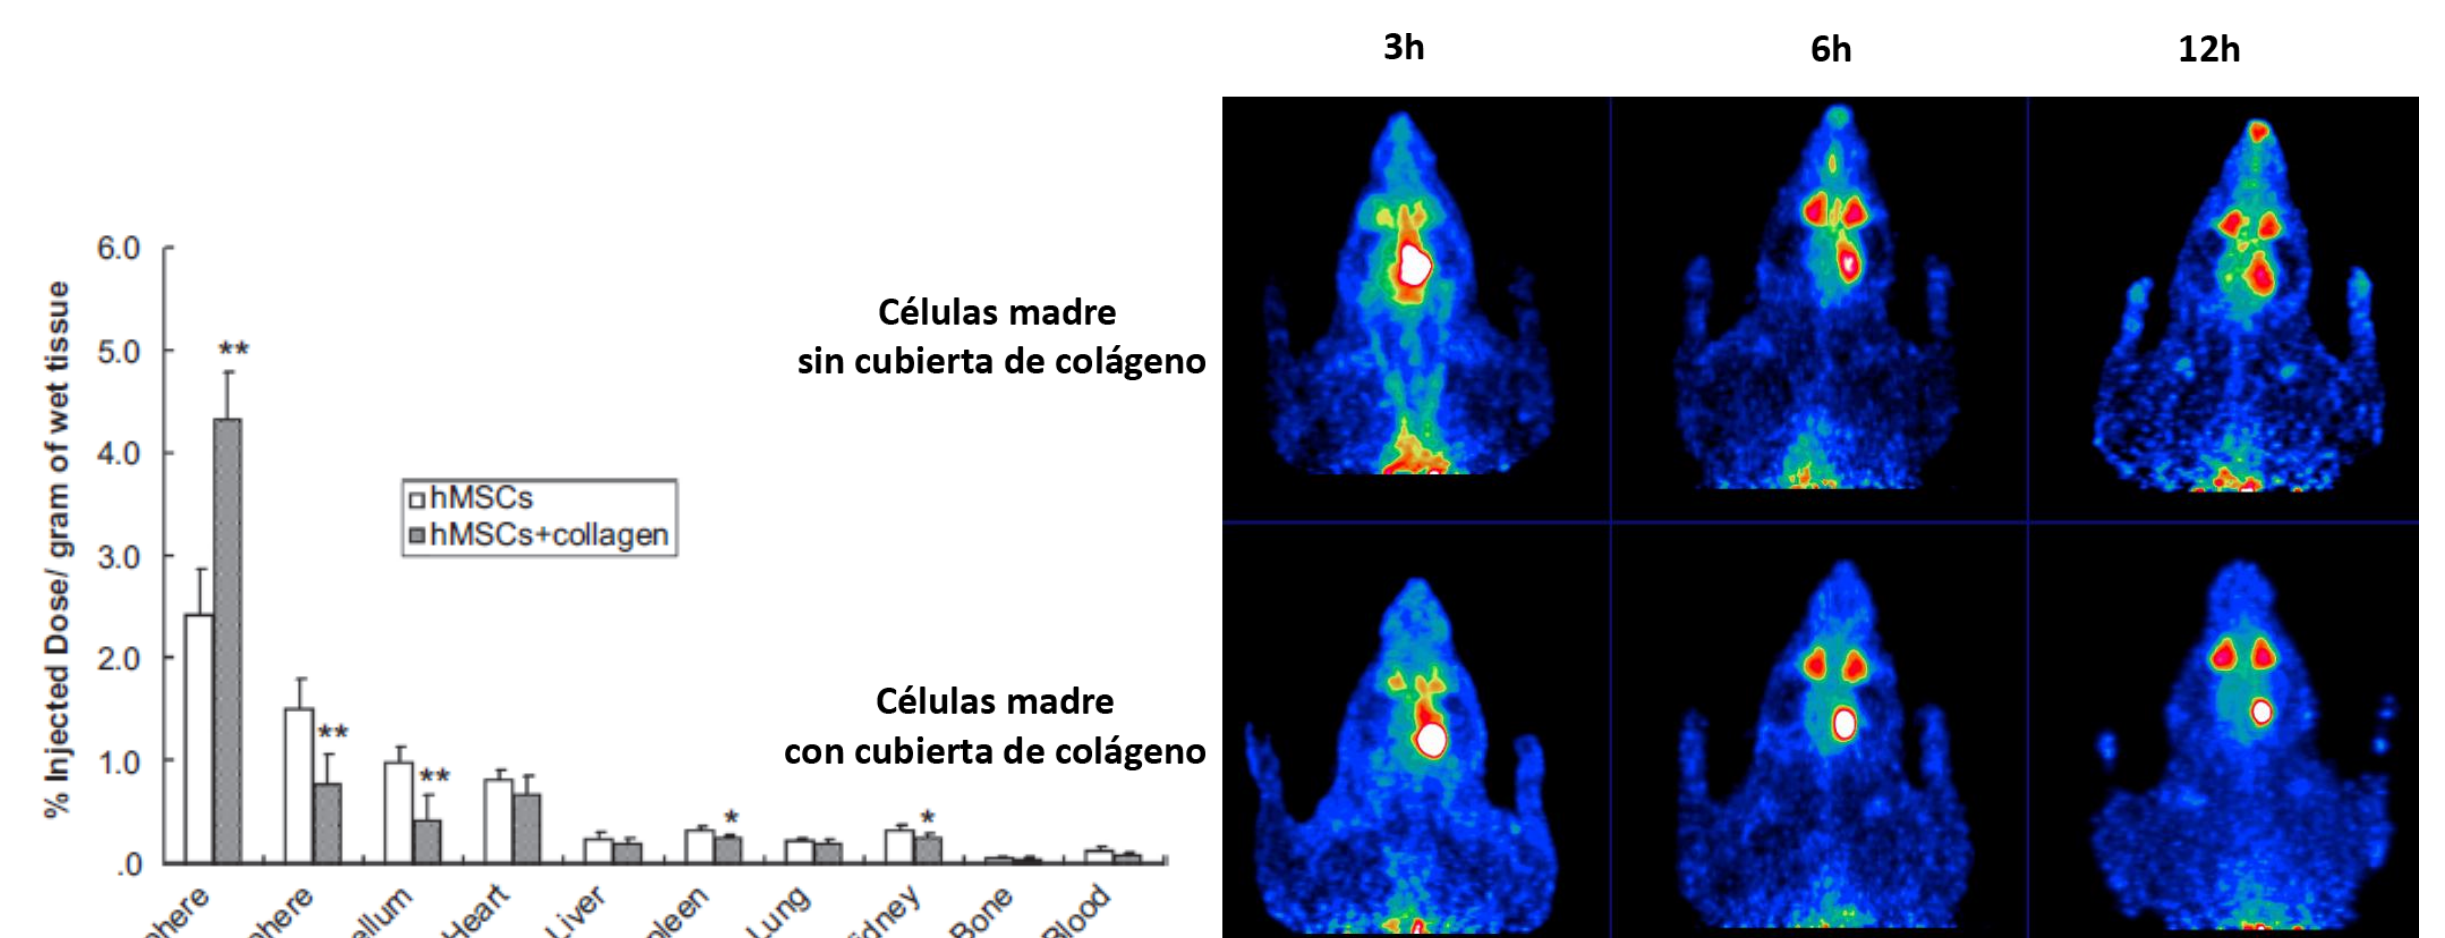 3h
6h
12h
6.0
5.0
4.0
3.0
2.0
1.0
.0
% Injected Dose/ gram of wet tissue
**
**
**
*
*
hMSCs
hMSCs+collagen
Heart
Liver
Lung
Bone
Células madre
sin cubierta de colágeno
Células madre
con cubierta de colágeno